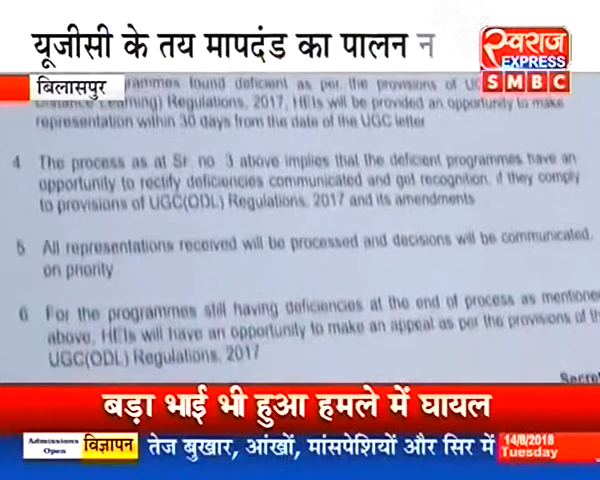 यूजीसी के तय मापदंड का पालन न
स्वराज
EXPRESS
SMBC
बिलासपुर
grammes found deficient as per the provisions of
Learning) Regulations, 2017, HEIs will be provided an opportunity to make
representation within 30 days from the date of the UGC letter
4 The process as at Sr. no. 3 above implies that the deficient programmes have an
opportunity to rectify deficiencies communicated and get recognition, if they comply
to provisions of UGC(ODL) Regulations, 2017 and its amendments
5 All representations received will be processed and decisions will be communicated,
on priority
6 For the programmes still having deficiencies at the end of process as mentione
above, HEIs will have an opportunity to make an appeal as per the provisions of th
UGC(ODL) Regulations, 2017
Secret
बड़ा भाई भी हुआ हमले में घायल
Admissions
Open
विज्ञापन
तेज बुखार, आंखों, मांसपेशियों और सिर में
14/8/2018
Tuesday